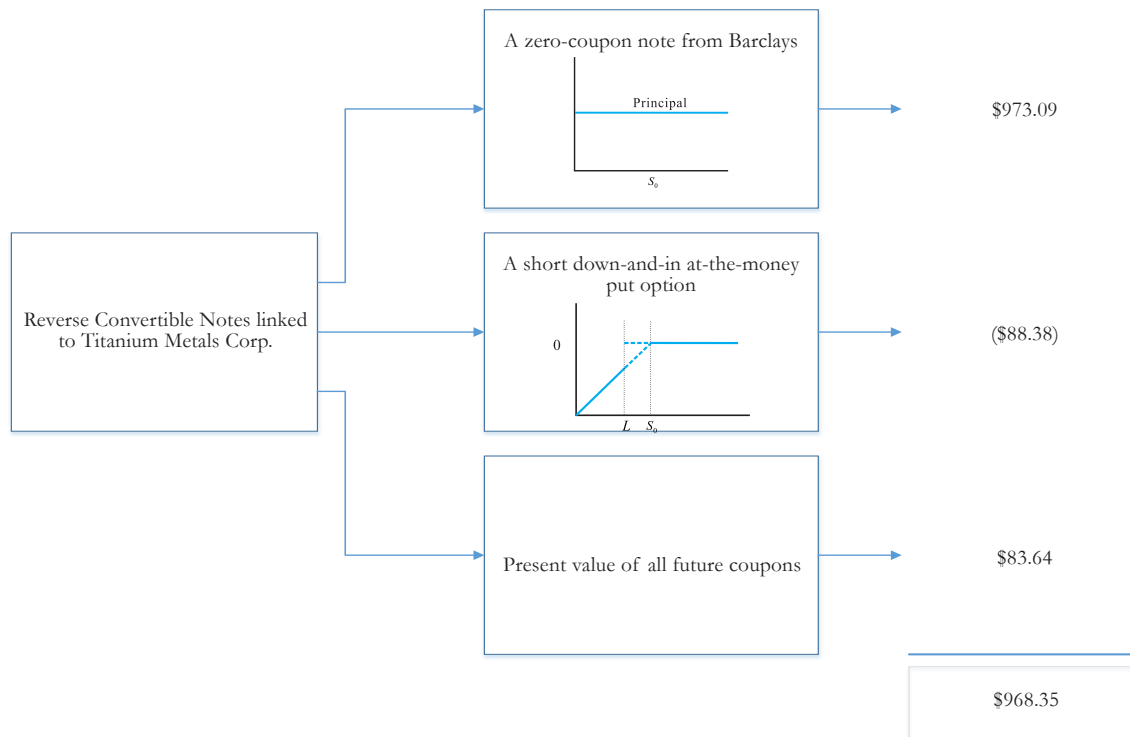 A zero-coupon note from Barclays
Principal
S₀
$973.09
Reverse Convertible Notes linked
to Titanium Metals Corp.
A short down-and-in at-the-money
put option
0
L S₀
($88.38)
Present value of all future coupons
$83.64
$968.35